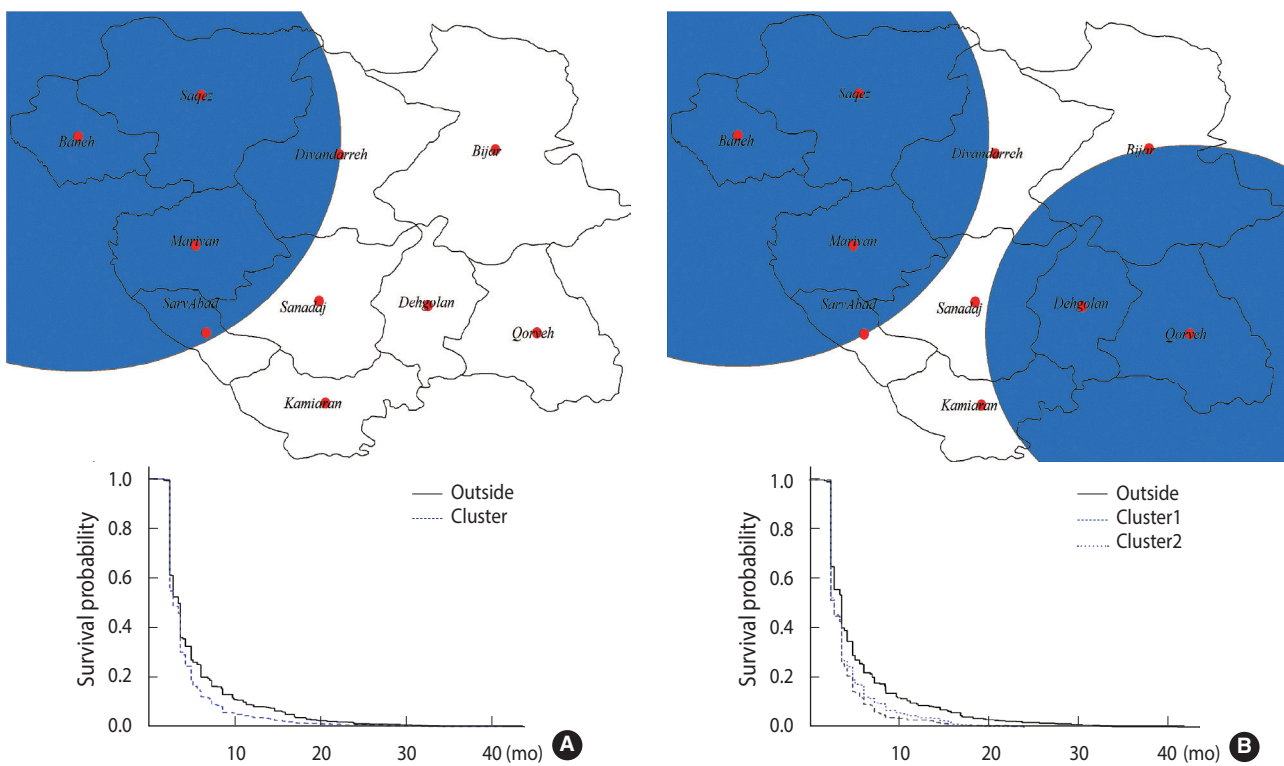 Saqez
Baneh
Divandarreh
Bijar
Marivan
SarvAbad
Sanadaj
Dehgolan
Qorveh
Kamiaran
Survival probability
1.0
0.8
0.6
0.4
0.2
0.0
10
20
30
40 (mo)
Outside
Cluster
A
Saqez
Baneh
Divandarreh
Bijar
Marivan
SarvAbad
Sanadaj
Dehgolan
Qorveh
Kamiaran
Survival probability
1.0
0.8
0.6
0.4
0.2
0.0
10
20
30
40 (mo)
Outside
Cluster1
Cluster2
B